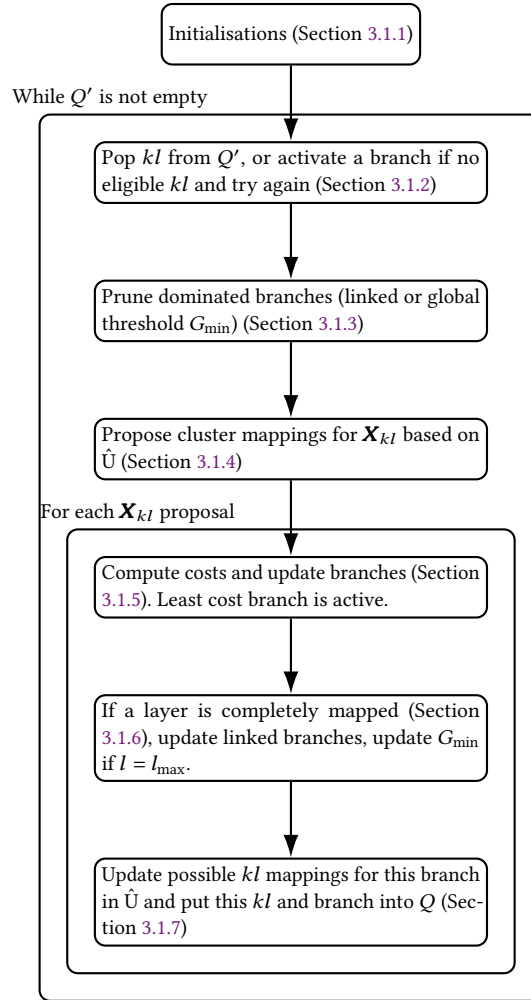 Initialisations (Section 3.1.1)
While Q′ is not empty
Pop kl from Q′, or activate a branch if no
eligible kl and try again (Section 3.1.2)
Prune dominated branches (linked or global
threshold Gmin) (Section 3.1.3)
Propose cluster mappings for Xkl based on
Û (Section 3.1.4)
For each Xkl proposal
Compute costs and update branches (Section
3.1.5). Least cost branch is active.
If a layer is completely mapped (Section
3.1.6), update linked branches, update Gmin
if l = lmax.
Update possible kl mappings for this branch
in Û and put this kl and branch into Q (Sec-
tion 3.1.7)